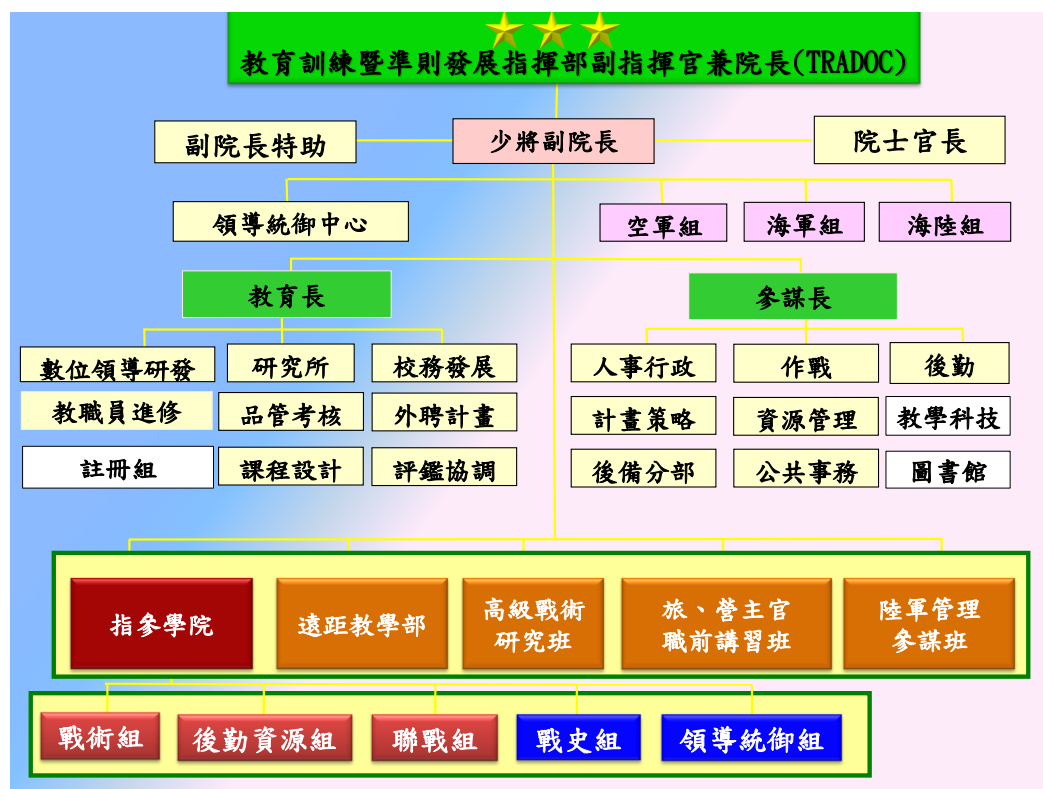 教育訓練暨準則發展指揮部副指揮官兼院長(TRADOC)
副院長特助
少將副院長
院士官長
領導統御中心
空軍組
海軍組
海陸組
教育長
參謀長
數位領導研發
研究所
校務發展
人事行政
作戰
後勤
教職員進修
品管考核
外聘計畫
計畫策略
資源管理
教學科技
註冊組
課程設計
評鑑協調
後備分部
公共事務
圖書館
指參學院
遠距教學部
高級戰術
研究班
旅、營主官
職前講習班
陸軍管理
參謀班
戰術組
後勤資源組
聯戰組
戰史組
領導統御組